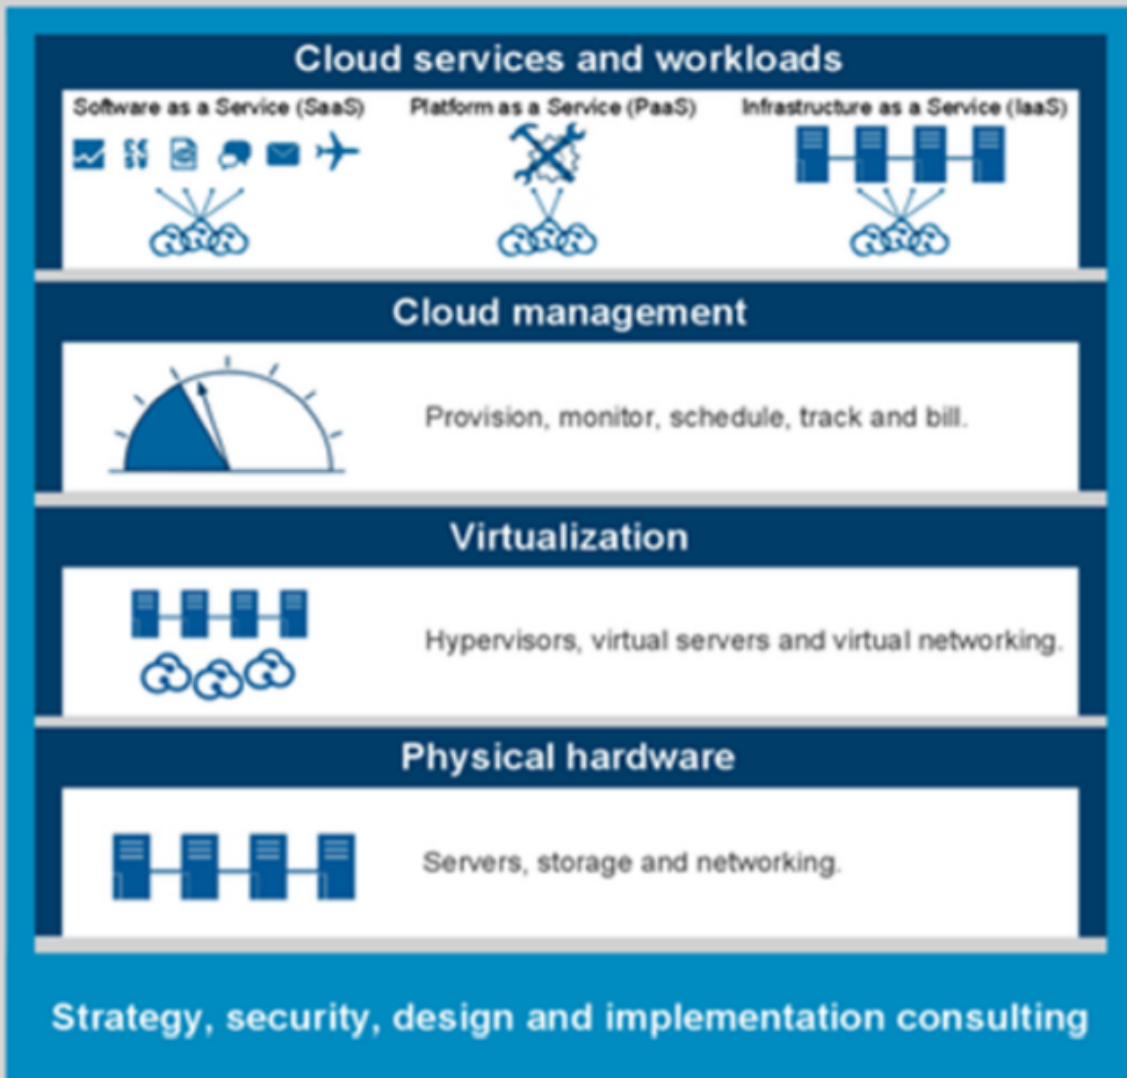 Cloud services and workloads
Software as a Service (SaaS) Platform as a Service (PaaS) Infrastructure as a Service (IaaS)
Cloud management
Provision, monitor, schedule, track and bill.
Virtualization
Hypervisors, virtual servers and virtual networking.
Physical hardware
Servers, storage and networking.
Strategy, security, design and implementation consulting